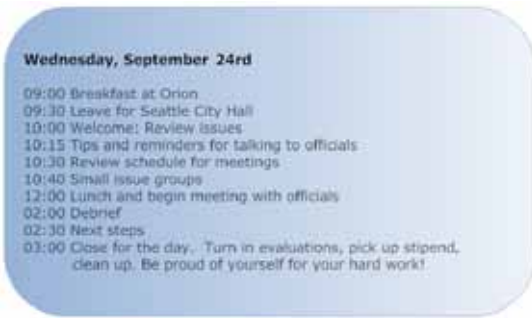 Wednesday, September 24rd
09:00 Breakfast at Orion
09:30 Leave for Seattle City Hall
10:00 Welcome; Review issues
10:15 Tips and reminders for talking to officials
10:30 Review schedule for meetings
10:40 Small issue groups
12:00 Lunch and begin meeting with officials
02:00 Debrief
02:30 Next steps
03:00 Close for the day.  Turn in evaluations, pick up stipend,
clean up. Be proud of yourself for your hard work!